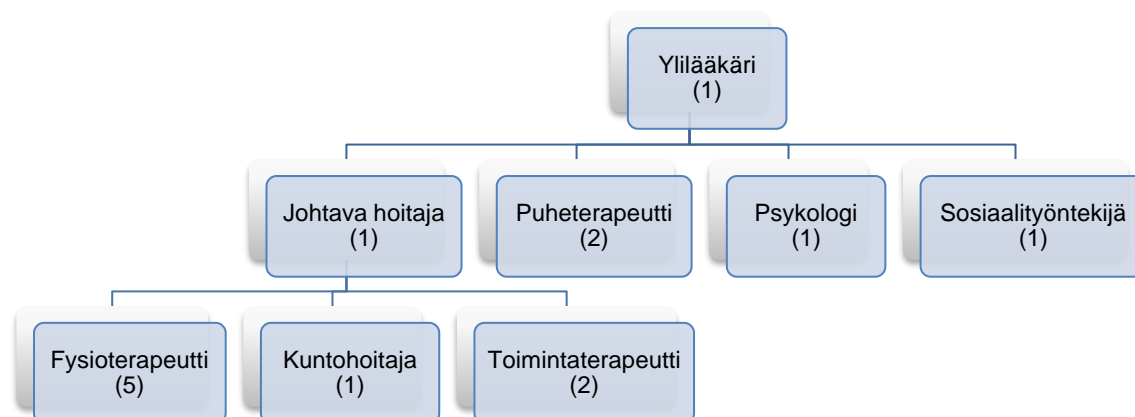 Ylilääkäri
(1)
Johtava hoitaja
(1)
Puheterapeutti
(2)
Psykologi
(1)
Sosiaalityöntekijä
(1)
Fysioterapeutti
(5)
Kuntohoitaja
(1)
Toimintaterapeutti
(2)